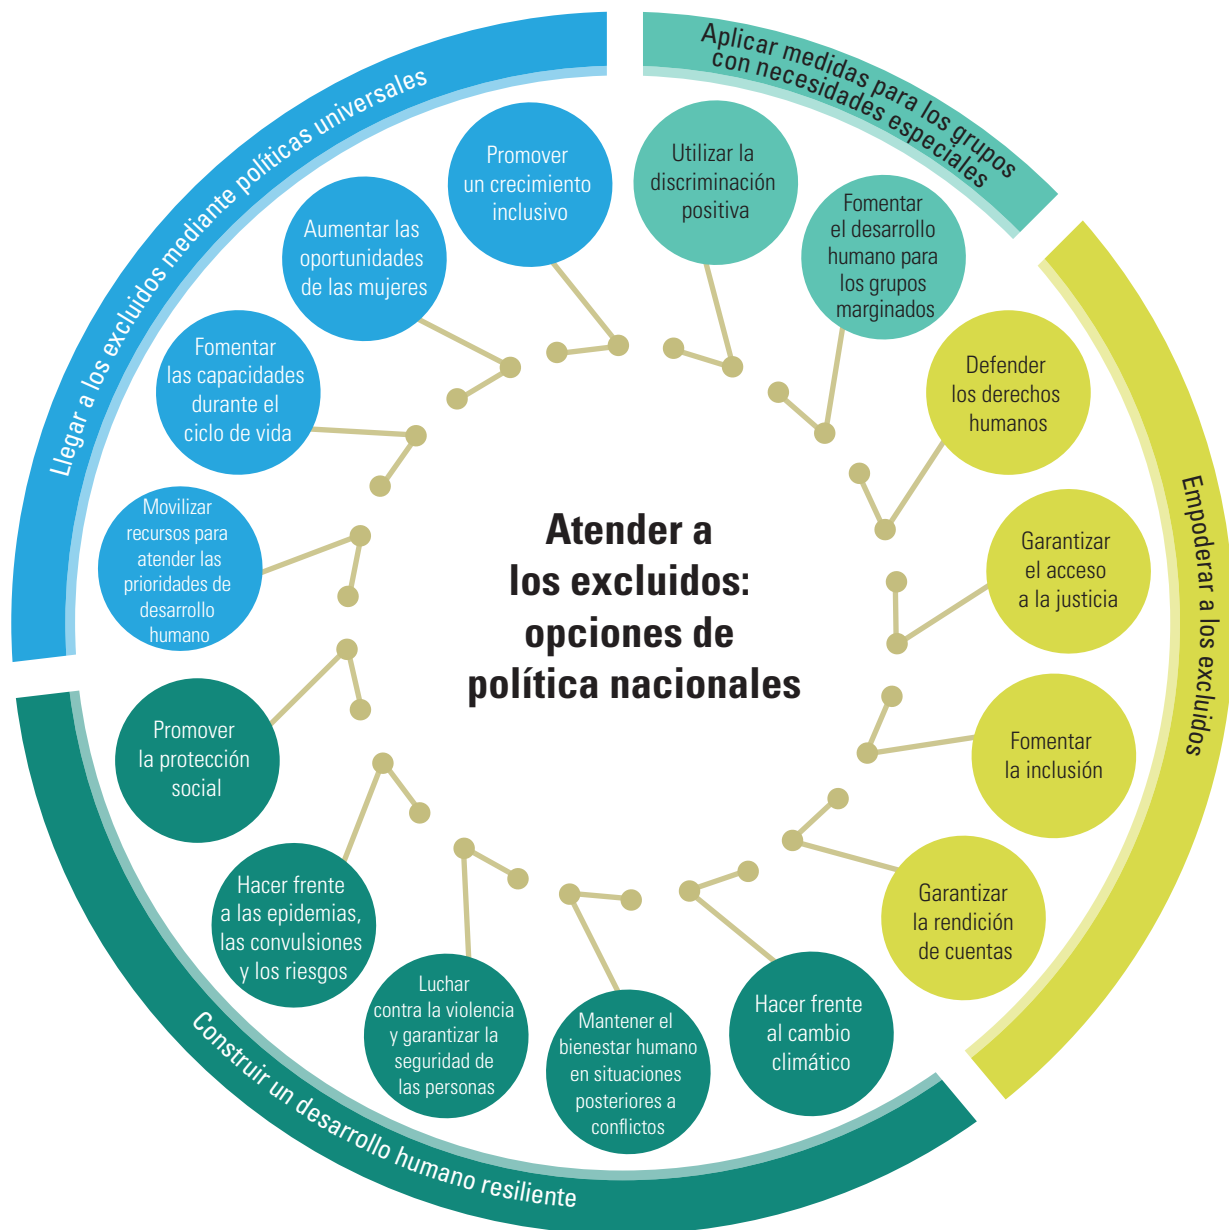 Atender a
los excluidos:
opciones de
política nacionales
Llegar a los excluidos mediante políticas universales
Promover
un crecimiento
inclusivo
Aumentar las
oportunidades
de las mujeres
Fomentar
las capacidades
durante el
ciclo de vida
Movilizar
recursos para
atender las
prioridades de
desarrollo
humano
Aplicar medidas para los grupos
con necesidades especiales
Utilizar la
discriminación
positiva
Fomentar
el desarrollo
humano para
los grupos
marginados
Empoderar a los excluidos
Defender
los derechos
humanos
Garantizar
el acceso
a la justicia
Fomentar
la inclusión
Garantizar
la rendición
de cuentas
Construir un desarrollo humano resiliente
Promover
la protección
social
Hacer frente
a las epidemias,
las convulsiones
y los riesgos
Luchar
contra la violencia
y garantizar la
seguridad de
las personas
Mantener el
bienestar humano
en situaciones
posteriores a
conflictos
Hacer frente
al cambio
climático